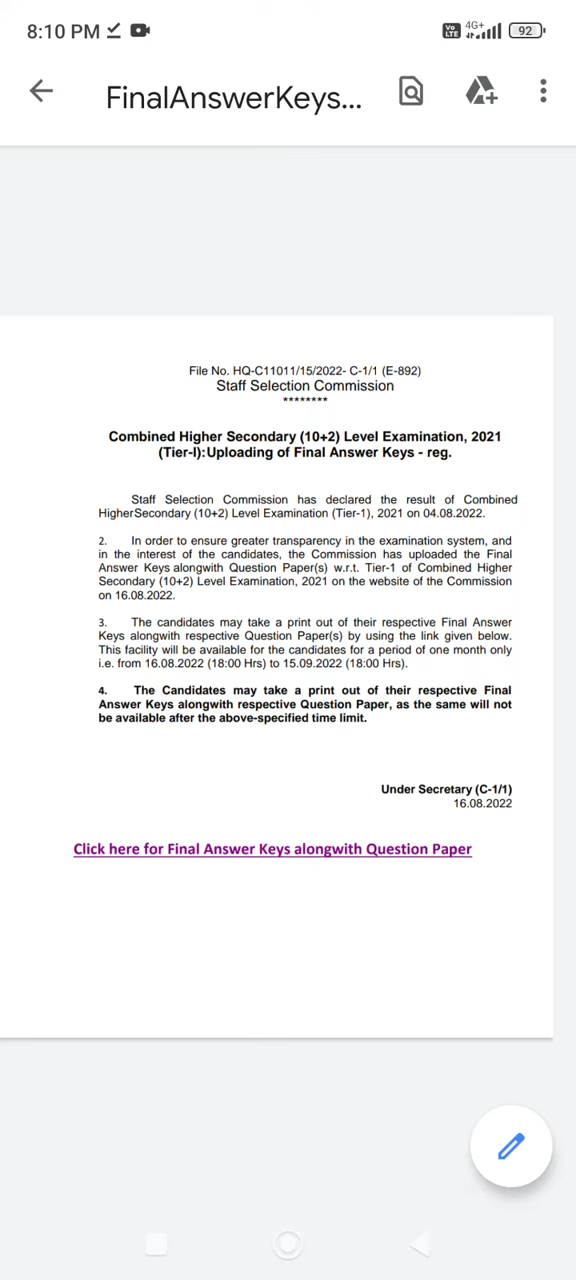 8:10 PM
Vo LTE 4G+ 92
FinalAnswerKeys...
File No. HQ-C11011/15/2022- C-1/1 (E-892)
Staff Selection Commission
********
Combined Higher Secondary (10+2) Level Examination, 2021
(Tier-I):Uploading of Final Answer Keys - reg.
Staff Selection Commission has declared the result of Combined
HigherSecondary (10+2) Level Examination (Tier-1), 2021 on 04.08.2022.
2. In order to ensure greater transparency in the examination system, and
in the interest of the candidates, the Commission has uploaded the Final
Answer Keys alongwith Question Paper(s) w.r.t. Tier-1 of Combined Higher
Secondary (10+2) Level Examination, 2021 on the website of the Commission
on 16.08.2022.
3. The candidates may take a print out of their respective Final Answer
Keys alongwith respective Question Paper(s) by using the link given below.
This facility will be available for the candidates for a period of one month only
i.e. from 16.08.2022 (18:00 Hrs) to 15.09.2022 (18:00 Hrs).
4. The Candidates may take a print out of their respective Final
Answer Keys alongwith respective Question Paper, as the same will not
be available after the above-specified time limit.
Under Secretary (C-1/1)
16.08.2022
Click here for Final Answer Keys alongwith Question Paper